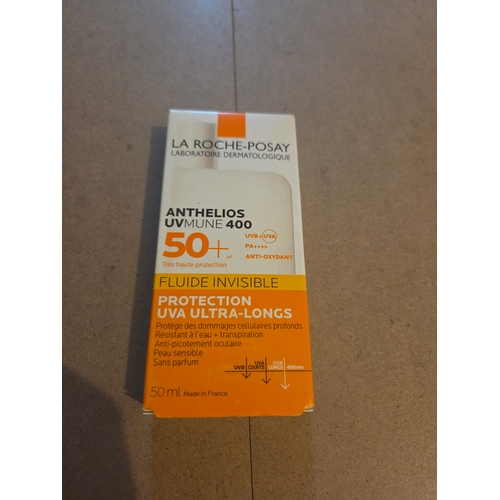 LA ROCHE-POSAY
LABORATOIRE DERMATOLOGIQUE
ANTHELIOS
UVMUNE 400
50+
Très haute protection
UVB+UVA
PA++++
ANTI-OXYDANT
FLUIDE INVISIBLE
PROTECTION
UVA ULTRA-LONGS
Protège des dommages cellulaires profonds
Résistant à l'eau + transpiration
Anti-picotement oculaire
Peau sensible
Sans parfum
UVB
UVA COURTS
UVA LONGS
400nm
50 ml Made in France